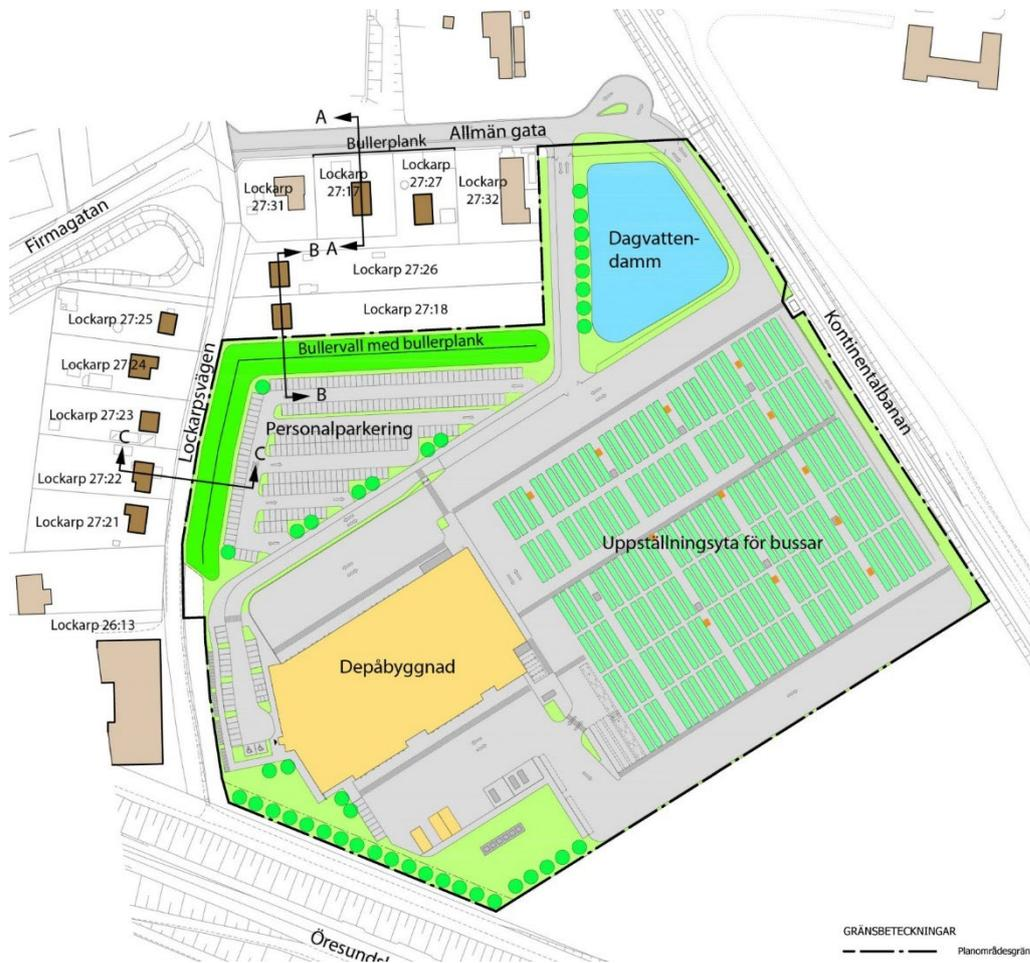 A
Bullerplank
Allmän gata
Lockarp
27:31
Lockarp
27:17
Lockarp
27:27
Lockarp
27:32
Firmagatan
B
A
Lockarp 27:26
Dagvatten-
damm
Lockarp 27:18
Lockarp 27:25
Bullervall med bullerplank
Lockarp 27:24
Lockarpsvägen
Kontinentalbanan
B
Lockarp 27:23
Personalparkering
C
C
Lockarp 27:22
Lockarp 27:21
Uppställningsyta för bussar
Lockarp 26:13
Depåbyggnad
GRÄNSBETECKNINGAR